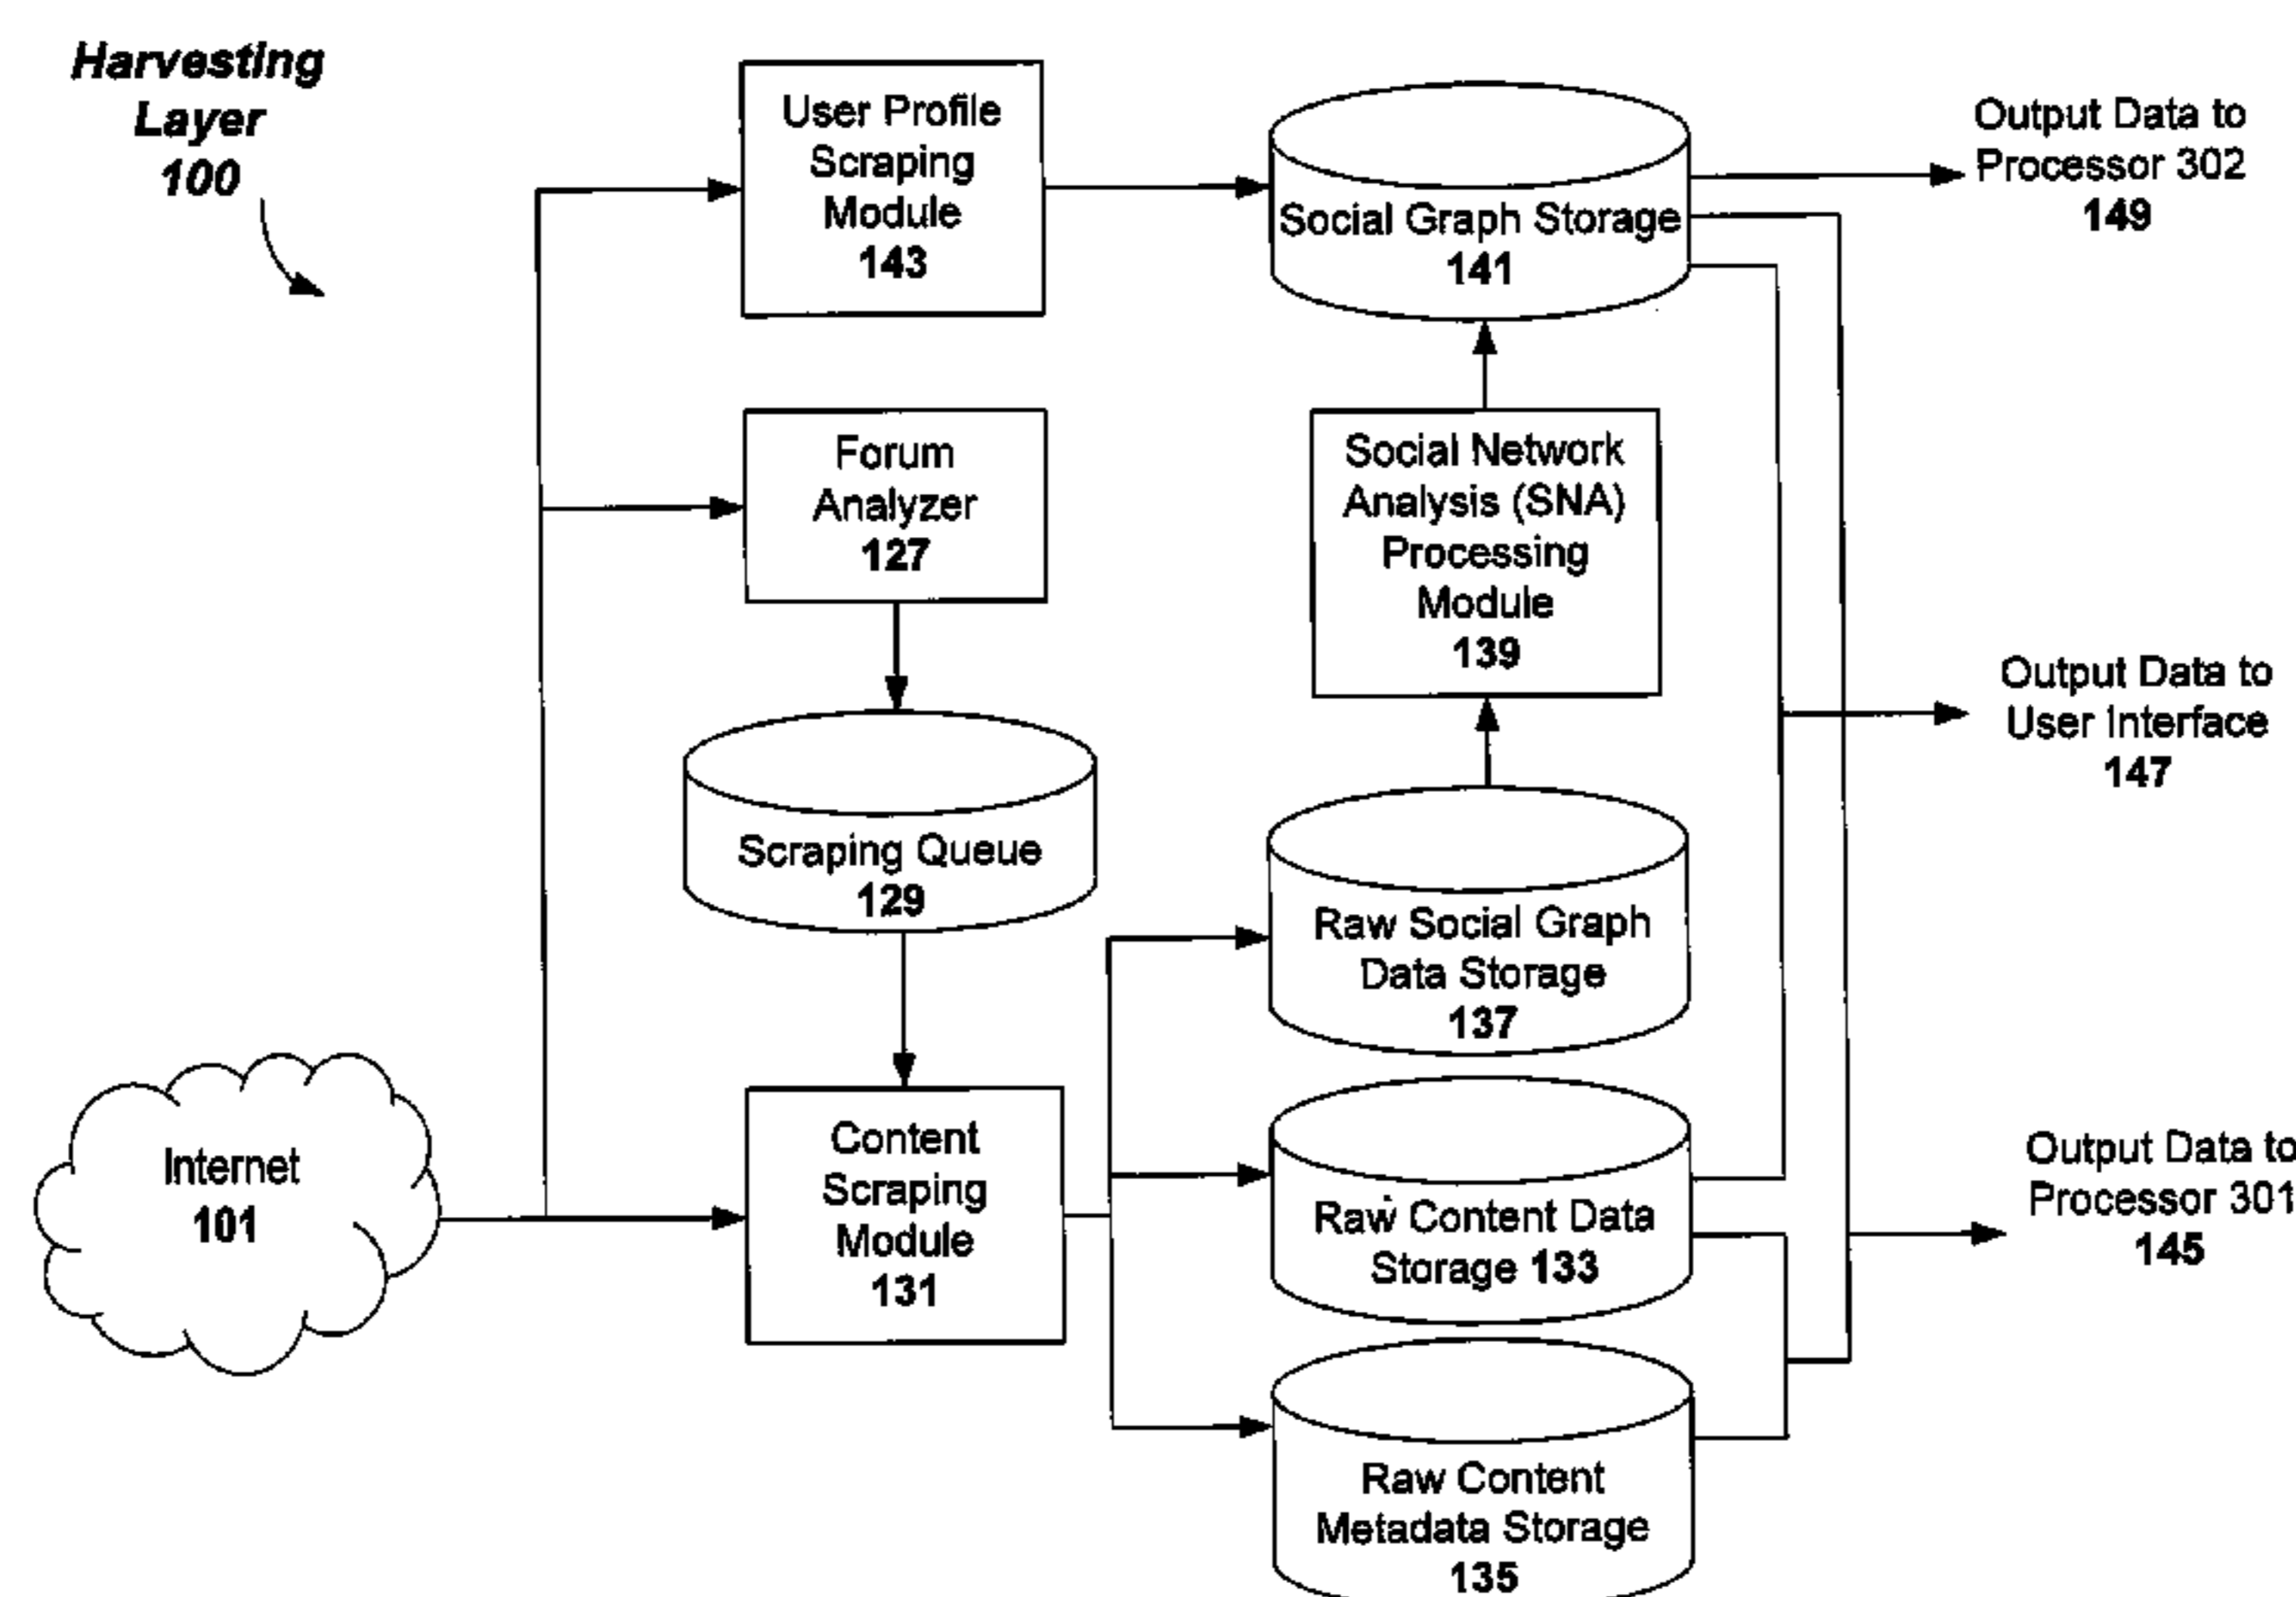 Harvesting
Layer
100
User Profile
Scraping
Module
143
Social Graph Storage
141
Output Data to
Processor 302
149
Forum
Analyzer
127
Social Network
Analysis (SNA)
Processing
Module
139
Output Data to
User Interface
147
Scraping Queue
129
Raw Social Graph
Data Storage
137
Internet
101
Content
Scraping
Module
131
Raw Content Data
Storage 133
Output Data to
Processor 301
145
Raw Content
Metadata Storage
135